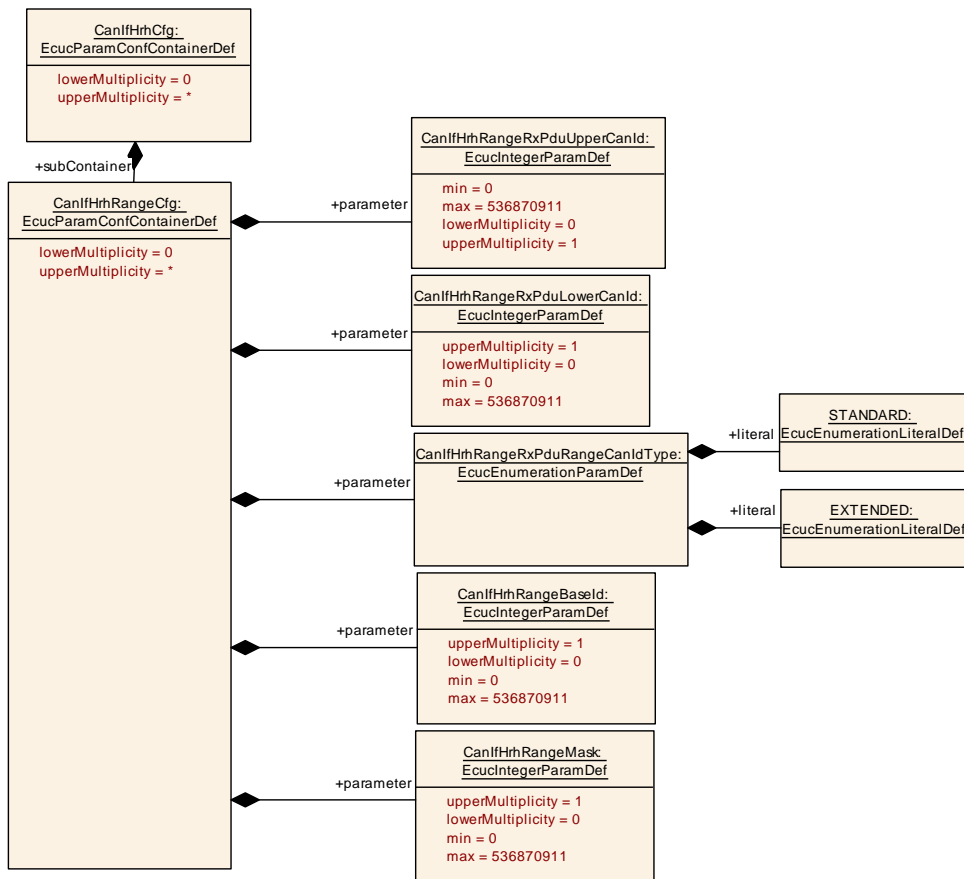 CanIfHrhCfg:
EcucParamConfContainerDef
lowerMultiplicity = 0
upperMultiplicity = *
+subContainer
CanIfHrhRangeCfg:
EcucParamConfContainerDef
lowerMultiplicity = 0
upperMultiplicity = *
+parameter
CanIfHrhRangeRxPduUpperCanId:
EcucIntegerParamDef
min = 0
max = 536870911
lowerMultiplicity = 0
upperMultiplicity = 1
+parameter
CanIfHrhRangeRxPduLowerCanId:
EcucIntegerParamDef
upperMultiplicity = 1
lowerMultiplicity = 0
min = 0
max = 536870911
+parameter
CanIfHrhRangeRxPduRangeCanIdType:
EcucEnumerationParamDef
+literal
STANDARD:
EcucEnumerationLiteralDef
+literal
EXTENDED:
EcucEnumerationLiteralDef
+parameter
CanIfHrhRangeBaseId:
EcucIntegerParamDef
upperMultiplicity = 1
lowerMultiplicity = 0
min = 0
max = 536870911
+parameter
CanIfHrhRangeMask:
EcucIntegerParamDef
upperMultiplicity = 1
lowerMultiplicity = 0
min = 0
max = 536870911